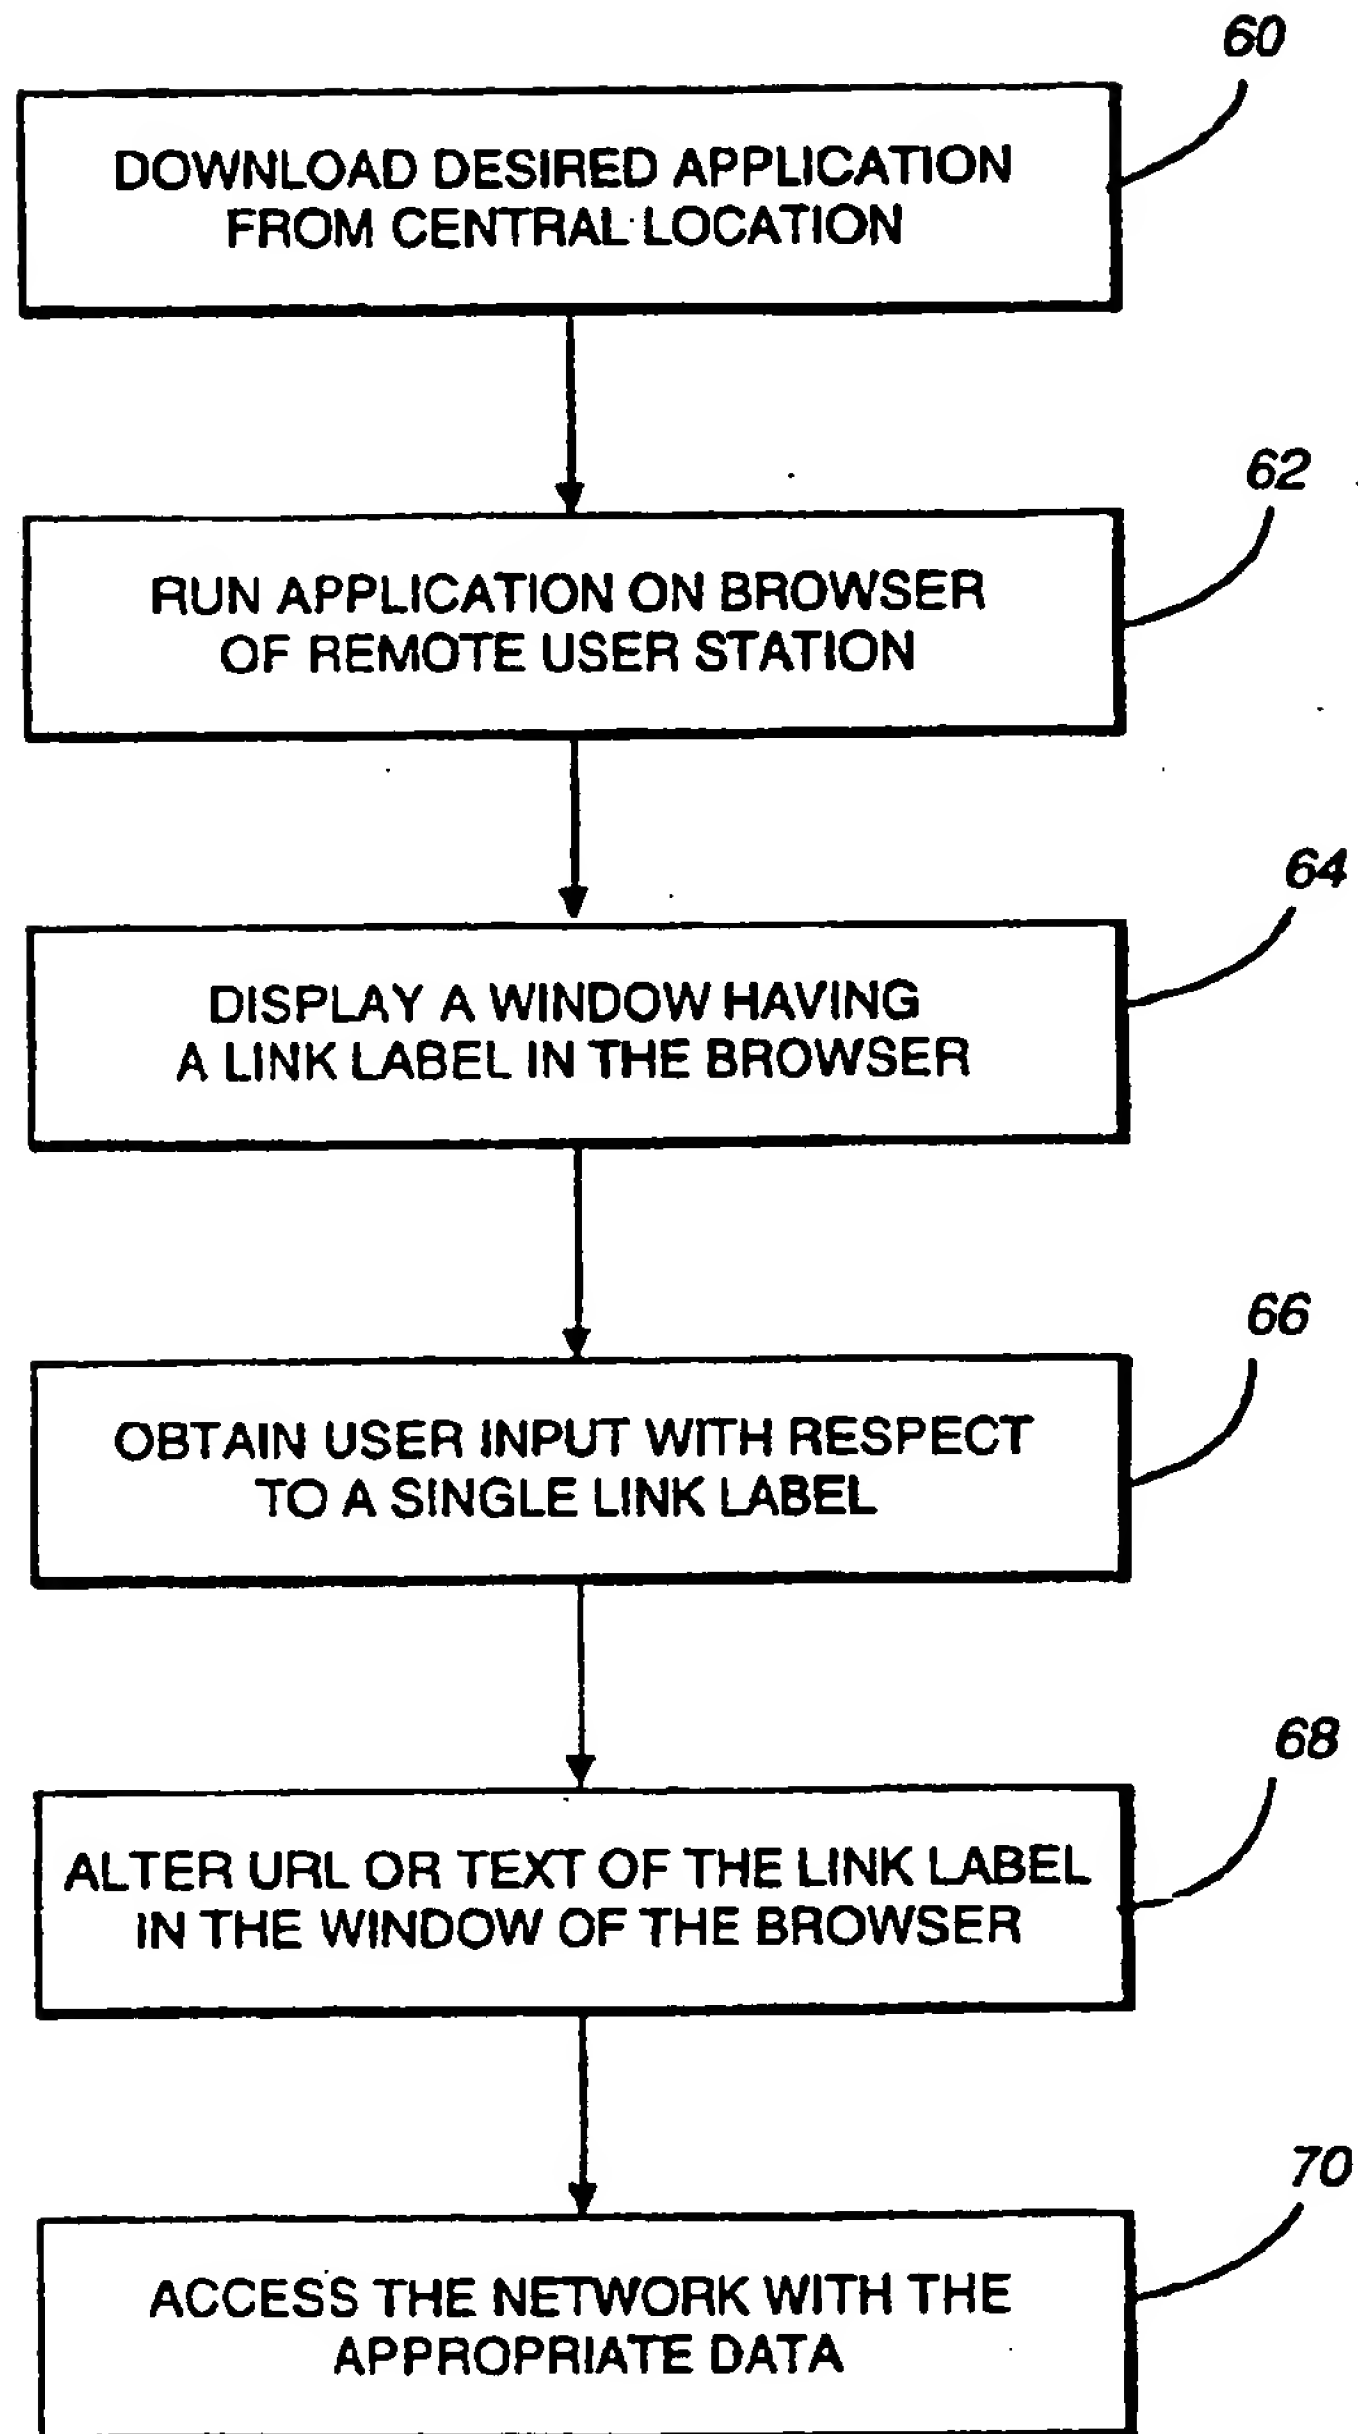 60
DOWNLOAD DESIRED APPLICATION
FROM CENTRAL LOCATION
62
RUN APPLICATION ON BROWSER
OF REMOTE USER STATION
64
DISPLAY A WINDOW HAVING
A LINK LABEL IN THE BROWSER
66
OBTAIN USER INPUT WITH RESPECT
TO A SINGLE LINK LABEL
68
ALTER URL OR TEXT OF THE LINK LABEL
IN THE WINDOW OF THE BROWSER
70
ACCESS THE NETWORK WITH THE
APPROPRIATE DATA